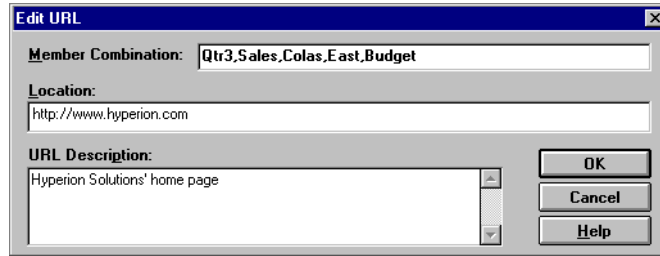 Edit URL
Member Combination: Qtr3,Sales,Colas,East,Budget
Location:
http://www.hyperion.com
URL Description:
Hyperion Solutions' home page
OK
Cancel
Help